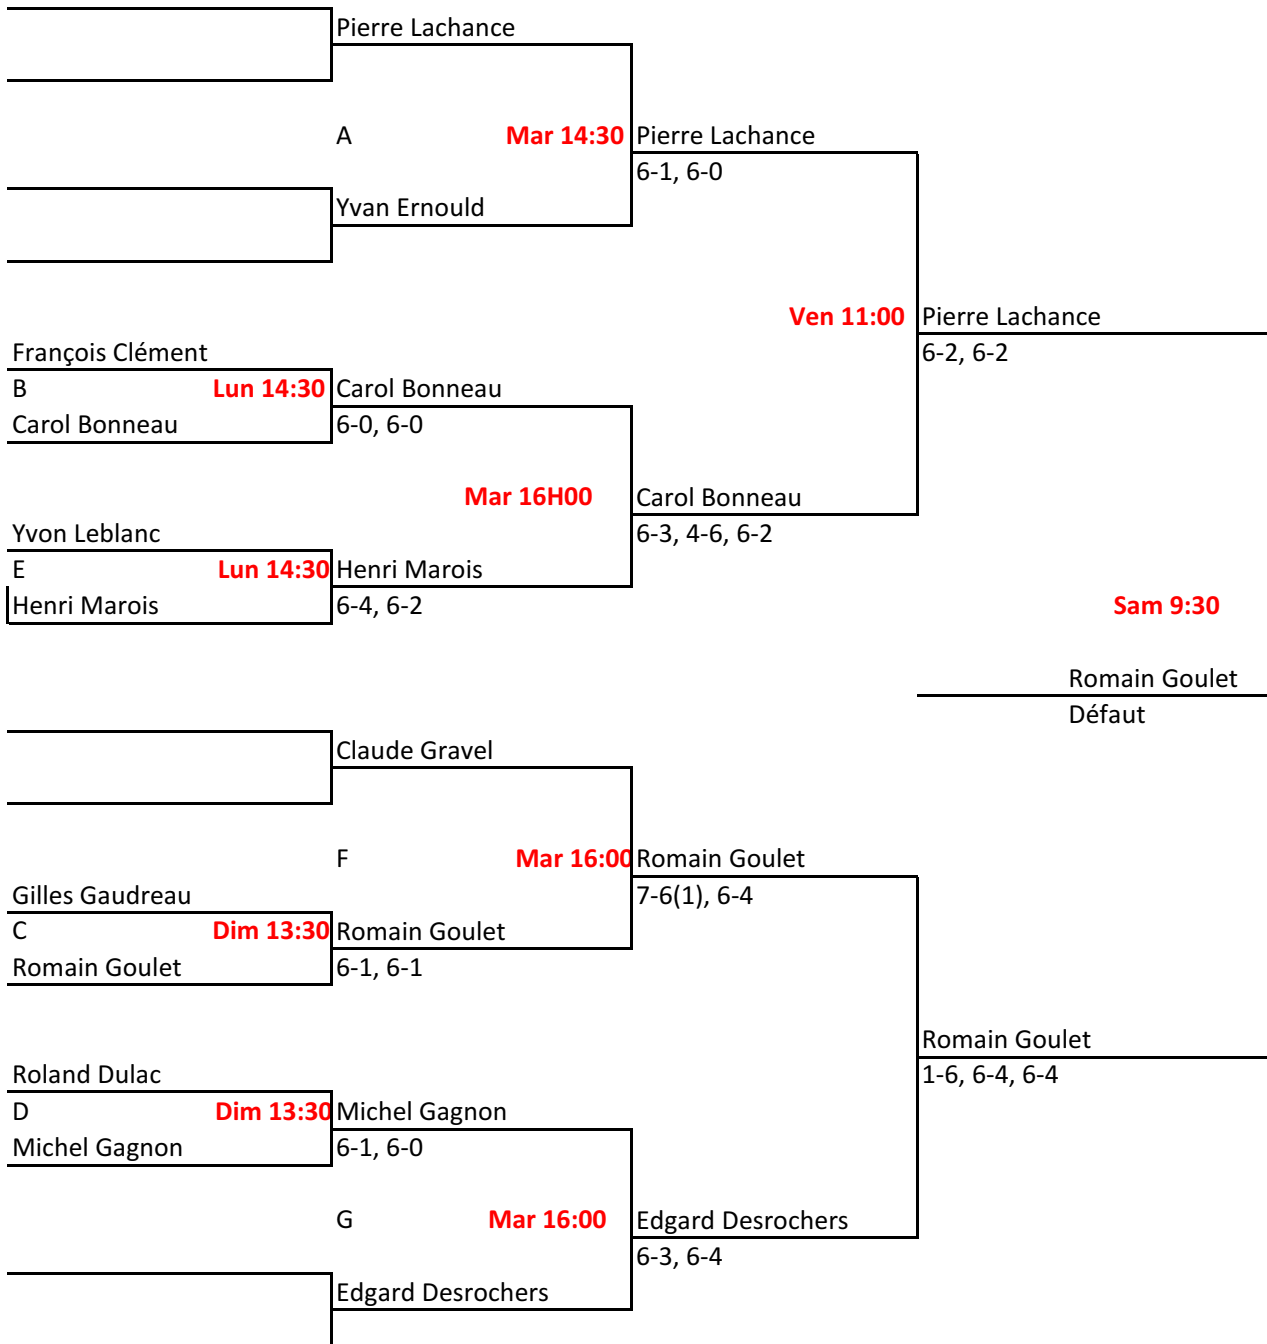 Pierre Lachance
A Mar 14:30 Pierre Lachance
6-1, 6-0
Yvan Ernould
Ven 11:00 Pierre Lachance
6-2, 6-2
François Clément
B Lun 14:30 Carol Bonneau
Carol Bonneau 6-0, 6-0
Mar 16H00 Carol Bonneau
6-3, 4-6, 6-2
Yvon Leblanc
E Lun 14:30 Henri Marois
Henri Marois 6-4, 6-2
Sam 9:30
Romain Goulet
Défaut
Claude Gravel
F Mar 16:00 Romain Goulet
7-6(1), 6-4
Gilles Gaudreau
C Dim 13:30 Romain Goulet
Romain Goulet 6-1, 6-1
Romain Goulet
1-6, 6-4, 6-4
Roland Dulac
D Dim 13:30 Michel Gagnon
Michel Gagnon 6-1, 6-0
G Mar 16:00 Edgard Desrochers
6-3, 6-4
Edgard Desrochers